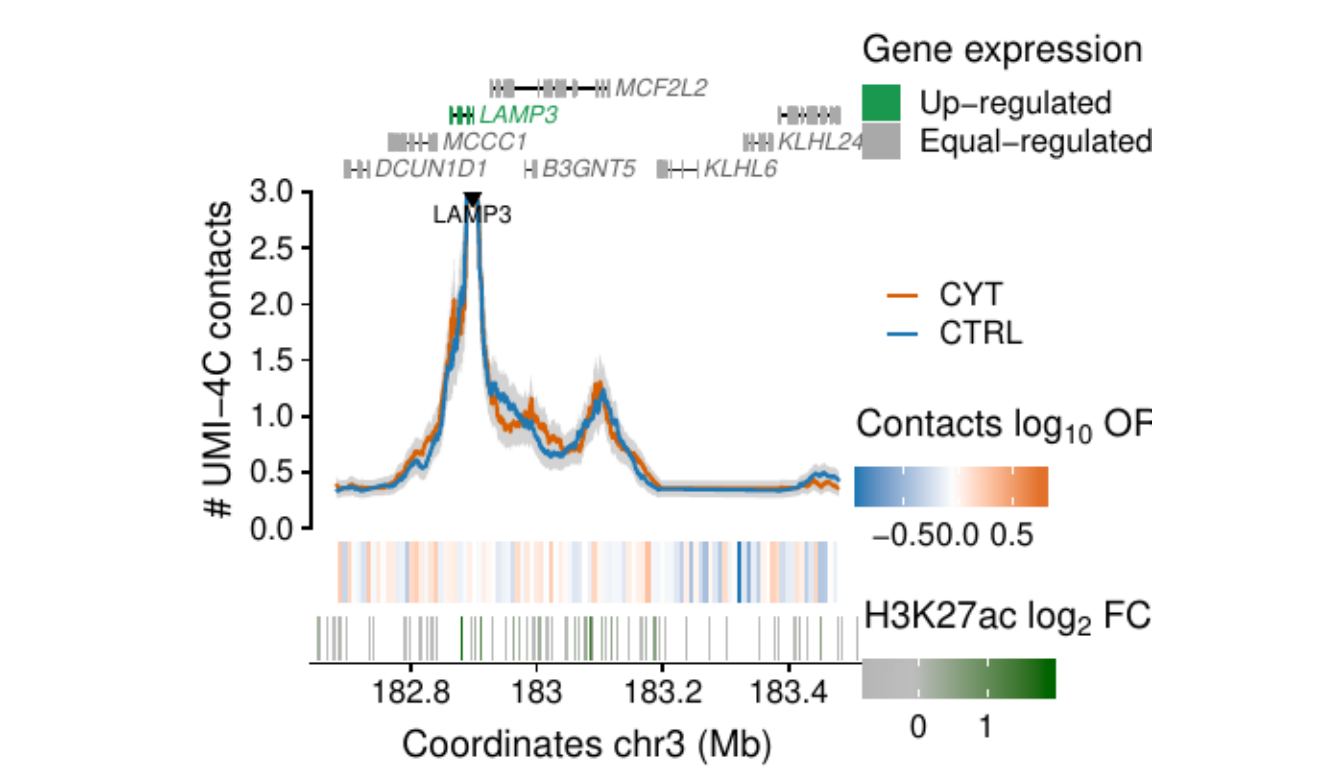 Gene expression
Up−regulated
Equal−regulated
MCF2L2
LAMP3
MCCC1
KLHL24
DCUN1D1
B3GNT5
KLHL6
# UMI−4C contacts
3.0
2.5
2.0
1.5
1.0
0.5
0.0
LAMP3
CYT
CTRL
Contacts log10 OR
−0.5 0.0 0.5
H3K27ac log2 FC
0 1
182.8 183 183.2 183.4
Coordinates chr3 (Mb)